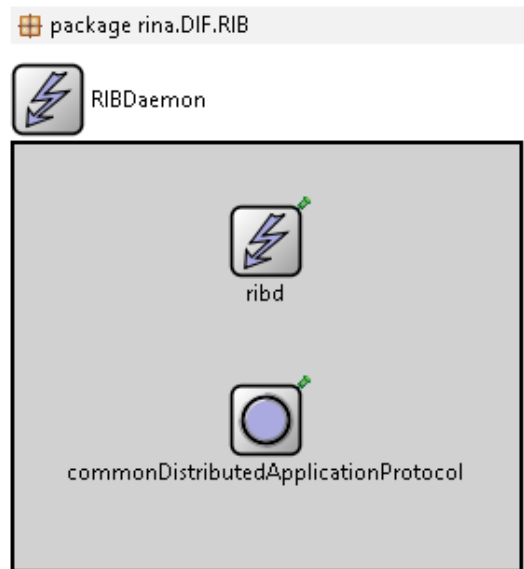 package rina.DIF.RIB
RIBDaemon
ribd
commonDistributedApplicationProtocol